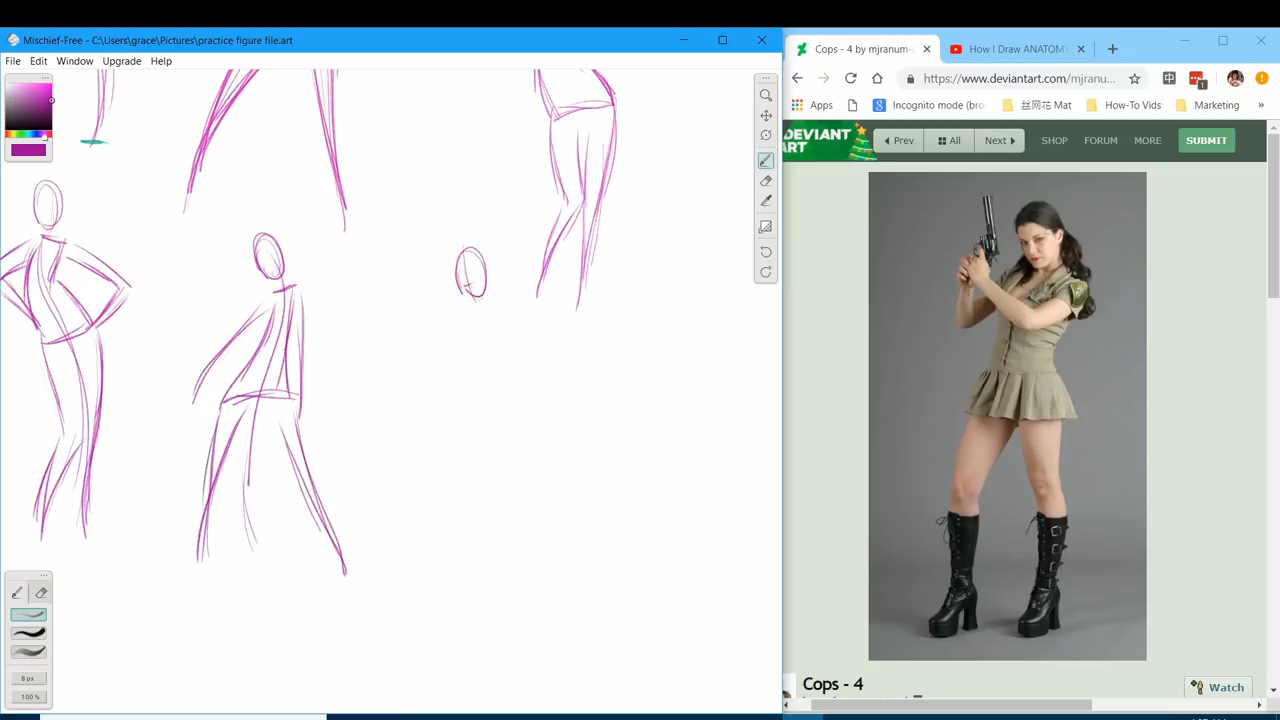 Mischief-Free - C:\Users\grace\Pictures\practice figure file.art
File Edit Window Upgrade Help
8 px
100 %
Cops - 4 by mjranum-
How I Draw ANATOM
https://www.deviantart.com/mjranu...
1
Apps
Incognito mode (bro
丝网花 Mat
How-To Vids
Marketing
»
DEVIANT
ART
Prev
All
Next
SHOP
FORUM
MORE
SUBMIT
Cops - 4
Watch